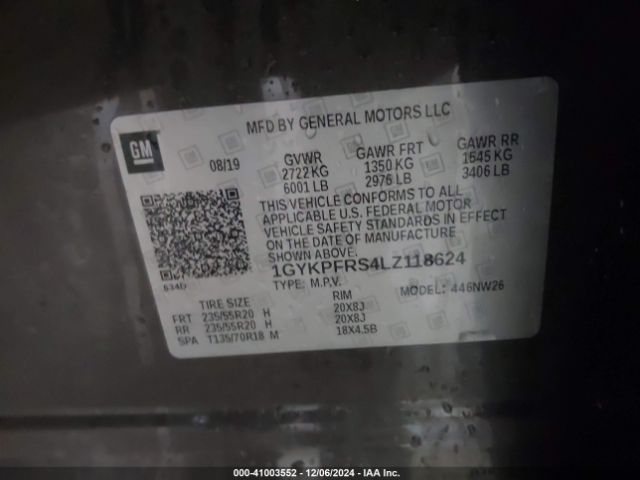 MFD BY GENERAL MOTORS LLC
GM
08/19
GVWR
2722 KG
6001 LB
GAWR FRT
1350 KG
2976 LB
GAWR RR
1545 KG
3406 LB
THIS VEHICLE CONFORMS TO ALL
APPLICABLE U.S. FEDERAL MOTOR
VEHICLE SAFETY STANDARDS IN EFFECT
ON THE DATE OF MANUFACTURE
SHOWN ABOVE.
1GYKPFRS4LZ118624
TYPE: M.P.V.
MODEL: 446NW26
634D
TIRE SIZE RIM
FRT 235/55R20 H 20X8J
RR 235/55R20 H 20X8J
SPA T135/70R18 M 18X4.5B
000-41003552 — 12/06/2024 — IAA Inc.